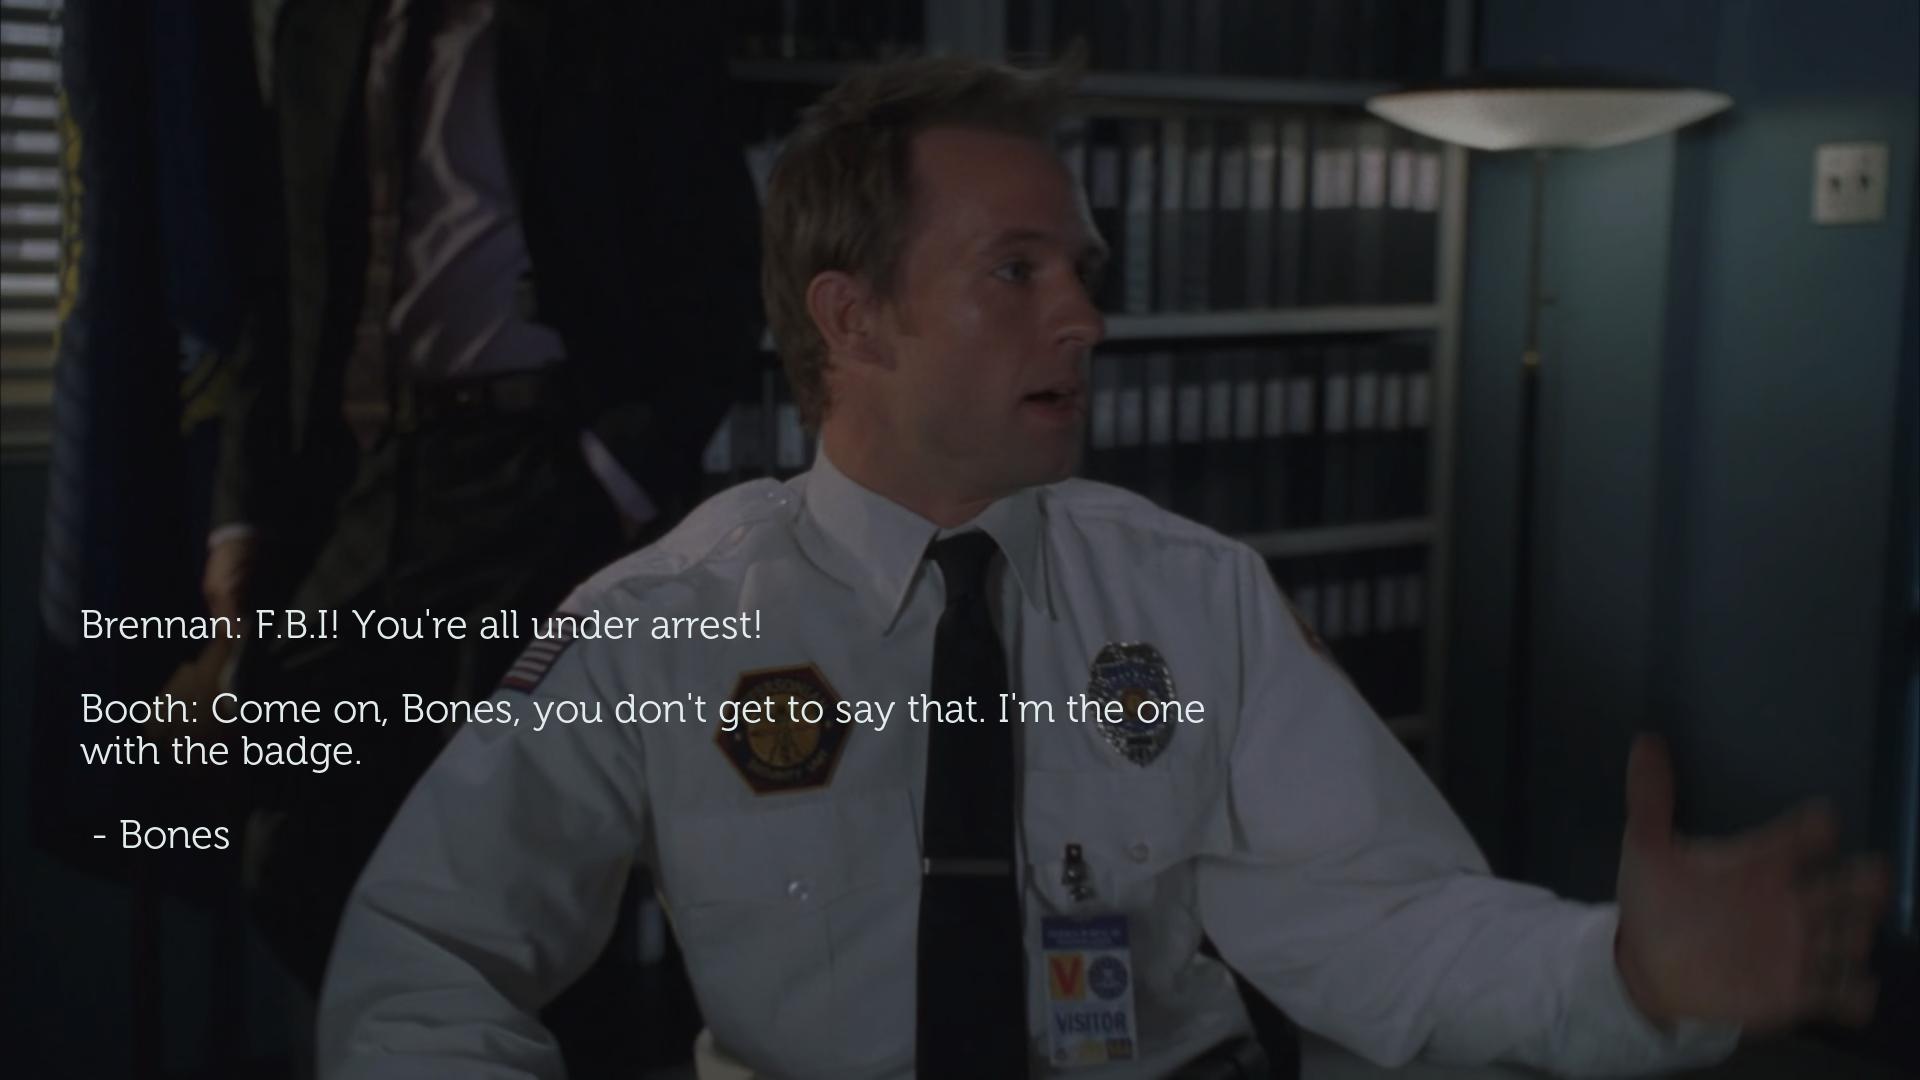 Brennan: F.B.I! You're all under arrest!
Booth: Come on, Bones, you don't get to say that. I'm the one
with the badge.
- Bones
V
VISITOR